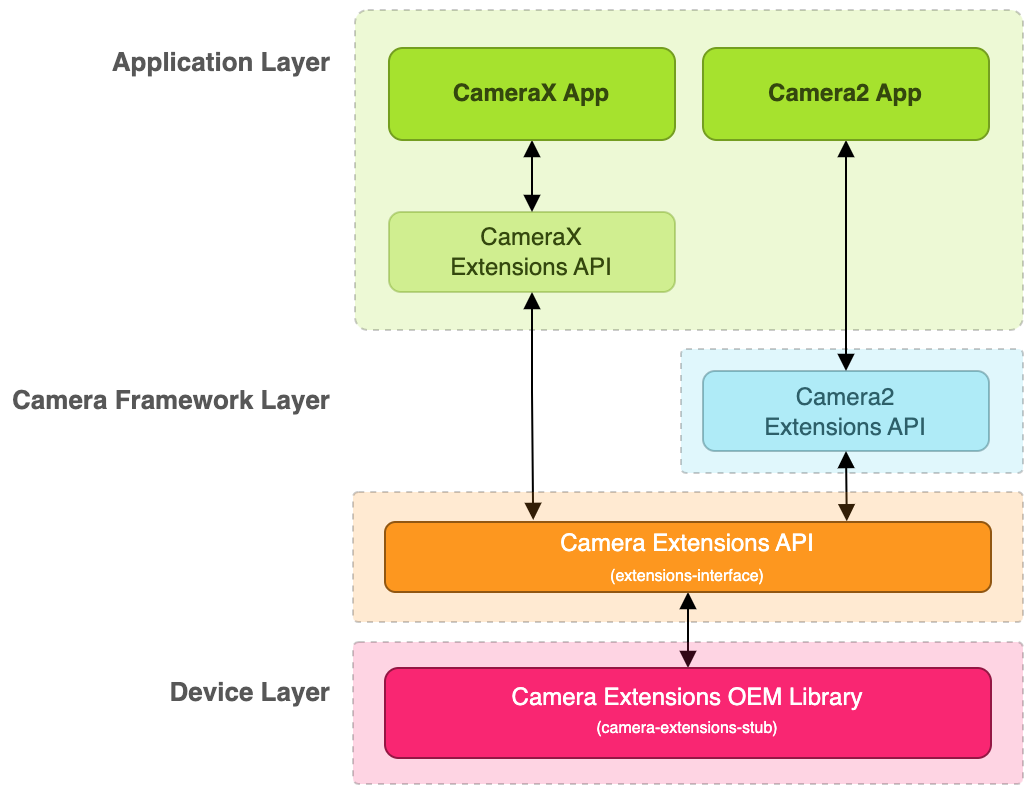 Application Layer
CameraX App
Camera2 App
CameraX
Extensions API
Camera Framework Layer
Camera2
Extensions API
Camera Extensions API
(extensions-interface)
Device Layer
Camera Extensions OEM Library
(camera-extensions-stub)